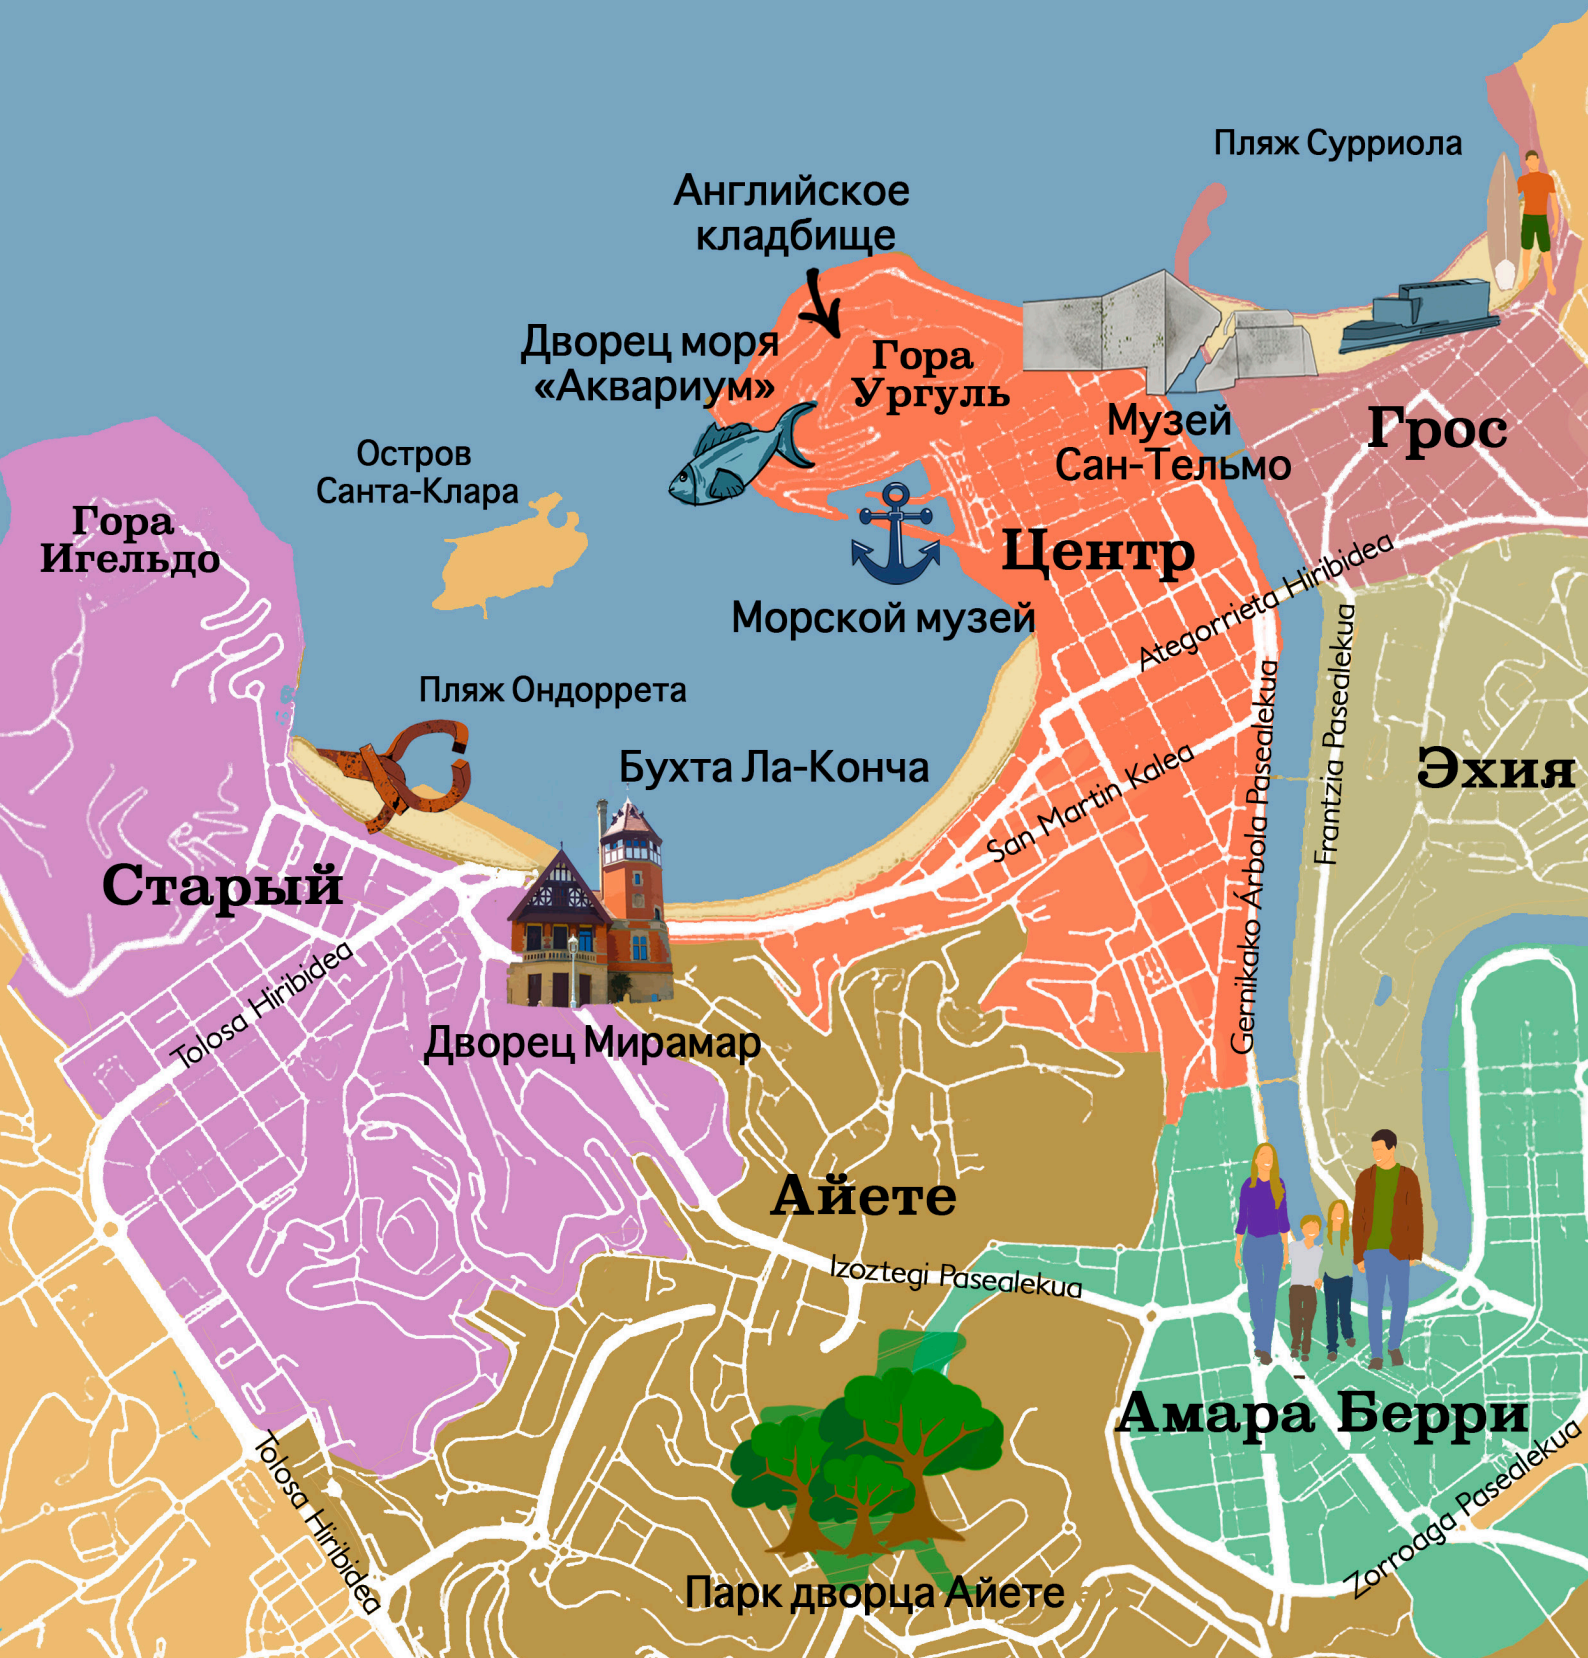 Пляж Сурриола
Английское
кладбище
Дворец моря
«Аквариум»
Гора
Ургуль
Музей
Сан-Тельмо
Грос
Остров
Санта-Клара
Гора
Игельдо
Центр
Морской музей
Ategorrieta Hiribidea
Пляж Ондоррета
Бухта Ла-Конча
San Martin Kalea
Gernikako Árbola Pasealekua
Frantzia Pasealekua
Эхия
Старый
Tolosa Hiribidea
Дворец Мирамар
Айете
Izoztegi Pasealekua
Амара Берри
Tolosa Hiribidea
Zorroaga Pasealekua
Парк дворца Айете